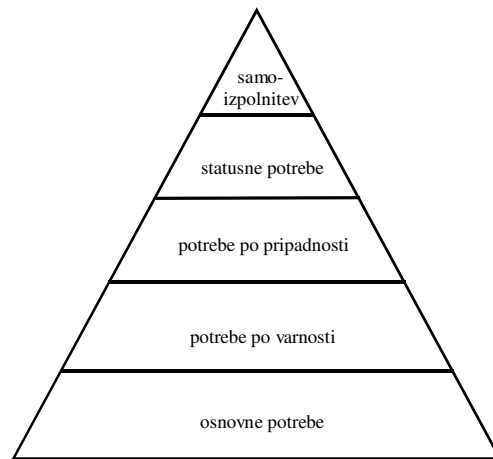 samo-
izpolnitev
statusne potrebe
potrebe po pripadnosti
potrebe po varnosti
osnovne potrebe